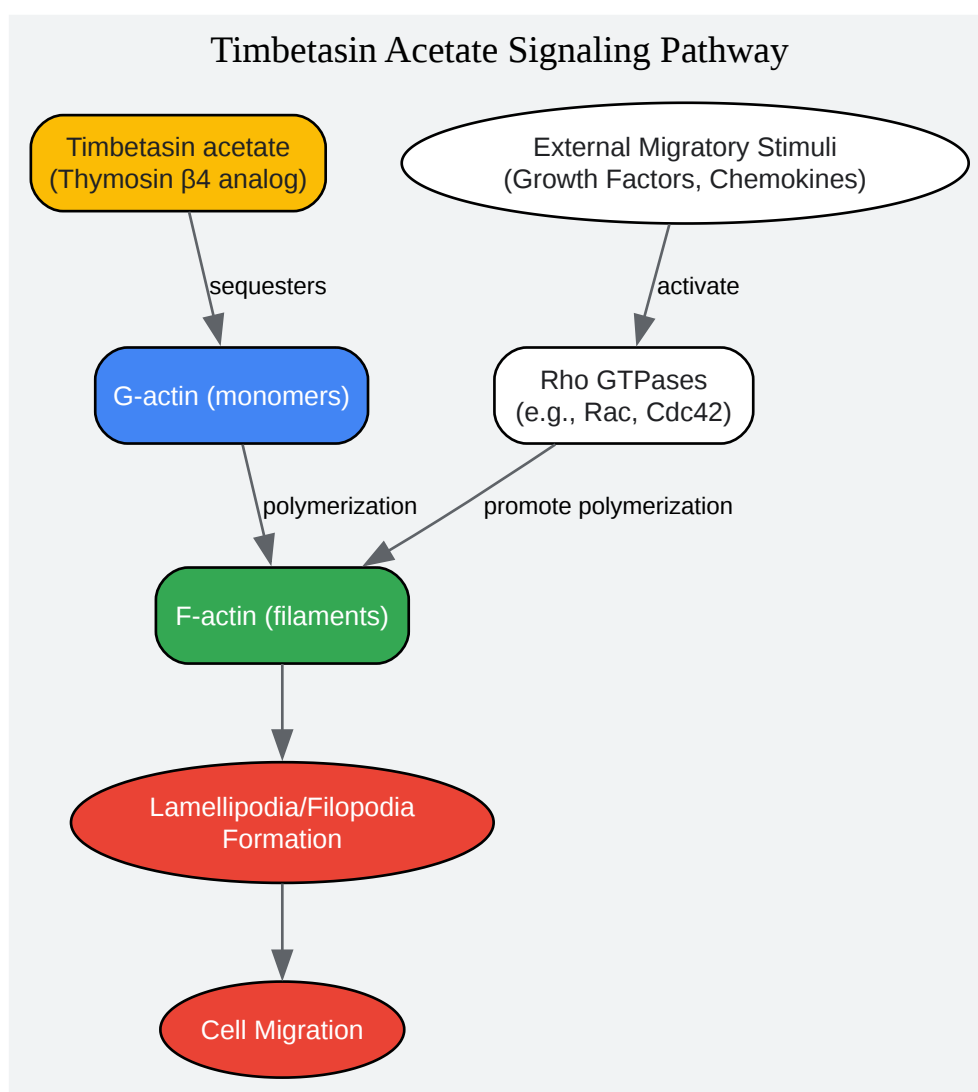 Timbetasin Acetate Signaling Pathway
Timbetasin acetate
(Thymosin β4 analog)
External Migratory Stimuli
(Growth Factors, Chemokines)
sequesters
activate
G-actin (monomers)
Rho GTPases
(e.g., Rac, Cdc42)
polymerization
promote polymerization
F-actin (filaments)
Lamellipodia/Filopodia
Formation
Cell Migration